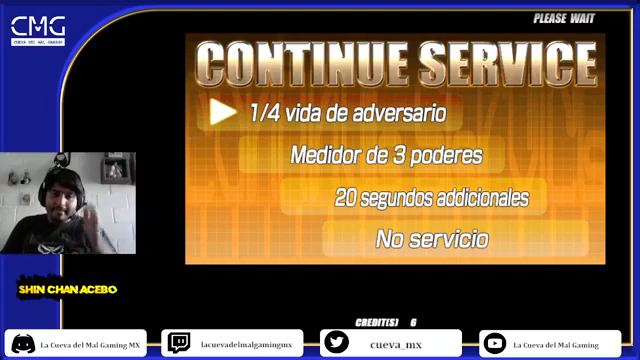 CMG
CUEVA DEL MAL GAMING
PLEASE WAIT
CONTINUE SERVICE
1/4 vida de adversario
Medidor de 3 poderes
20 segundos addicionales
No servicio
SHIN CHAN ACEBO
CREDIT(S) 6
La Cueva del Mal Gaming MX
lacuevadelmalgamingmx
cueva_mx
La Cueva del Mal Gaming